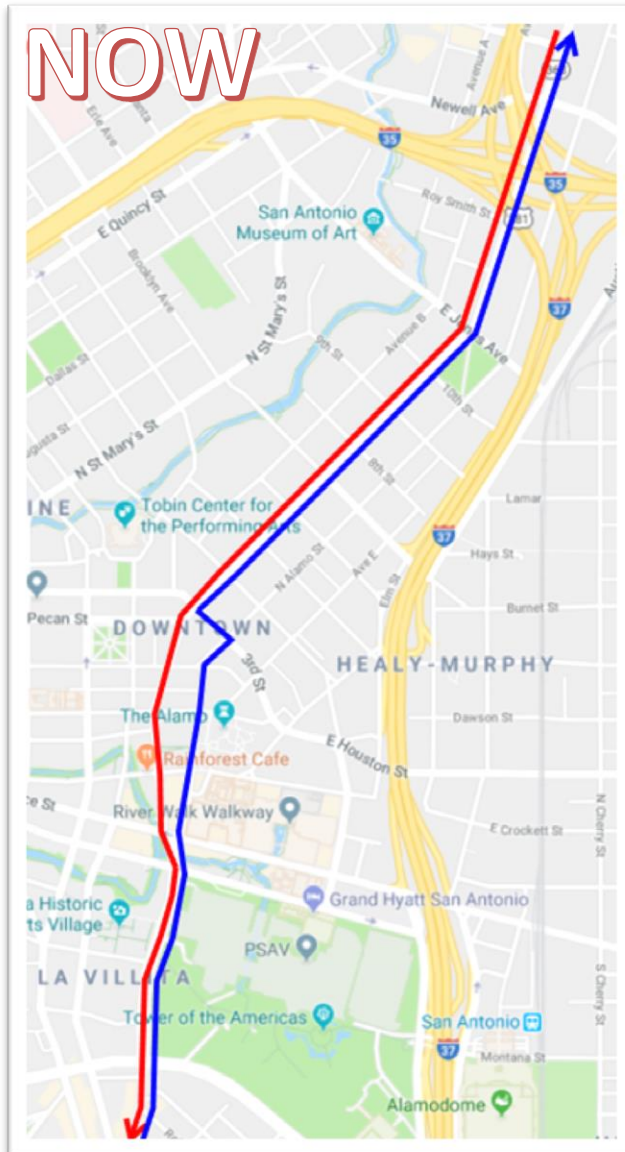 NOW
Avenue A
Newell Ave
35
Erie Ave
35
Roy Smith St
281
E Quincy St
San Antonio
Museum of Art
Brooklyn Ave
37
N St Mary's St
Avenue B
E Jones Ave
9th St
Dallas St
10th St
N St Mary's St
8th St
Lamar
INE
Tobin Center for
the Performing Arts
37
Hays St
N Alamo St
Ave E
Elm St
Burnet St
Pecan St
DOWNTOWN
3rd St
HEALY-MURPHY
The Alamo
Dawson St
Rainforest Cafe
E Houston St
ce St
River Walk Walkway
E Crockett St
N Cherry St
a Historic
ts Village
Grand Hyatt San Antonio
PSAV
LA VILLITA
S Cherry St
Tower of the Americas
San Antonio
37
Montana St
Alamodome